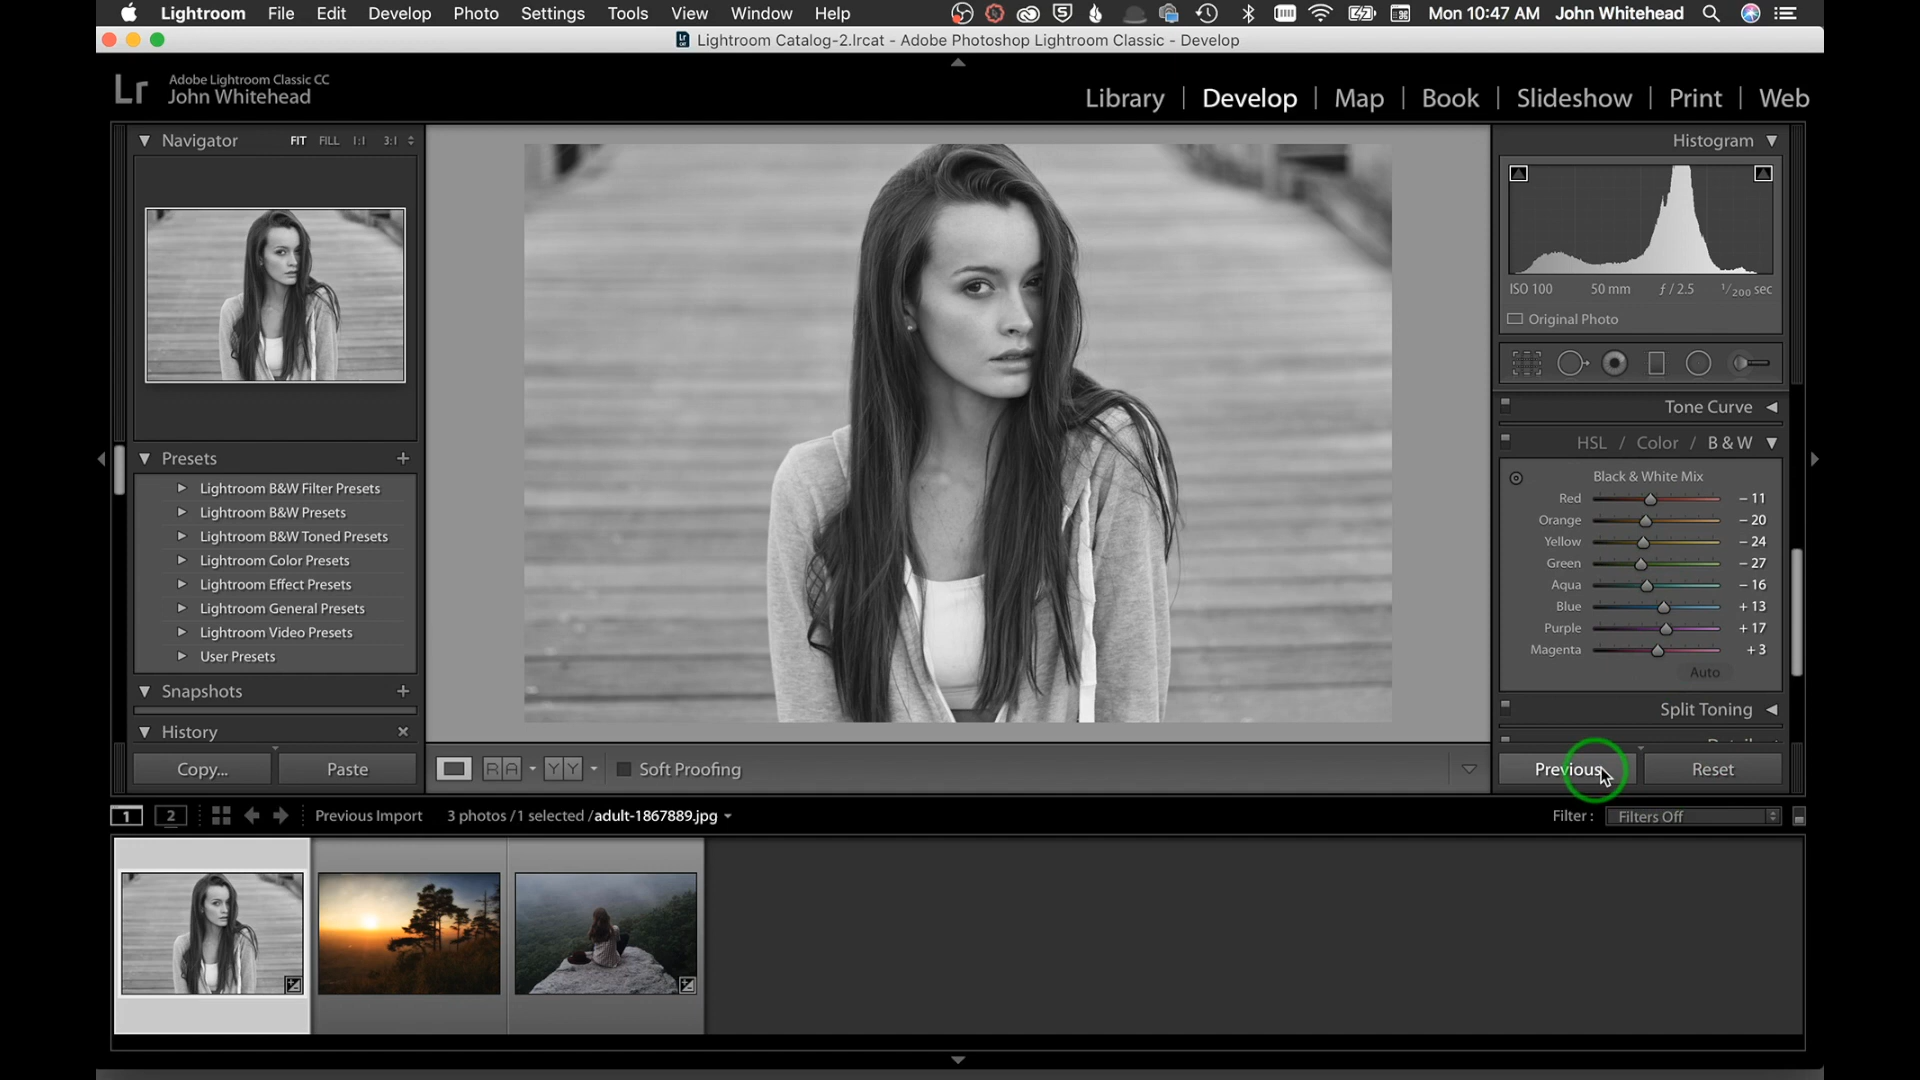 Lightroom File Edit Develop Photo Settings Tools View Window Help Mon 10:47 AM John Whitehead
Lightroom Catalog-2.lrcat - Adobe Photoshop Lightroom Classic - Develop
Lr Adobe Lightroom Classic CC
John Whitehead
Library | Develop | Map | Book | Slideshow | Print | Web
Navigator FIT FILL 1:1 3:1
Histogram
ISO 100 50 mm ƒ / 2.5 1/200 sec
Original Photo
Tone Curve
HSL / Color / B & W
Black & White Mix
Red - 11
Orange - 20
Yellow - 24
Green - 27
Aqua - 16
Blue + 13
Purple + 17
Magenta + 3
Auto
Split Toning
Presets +
Lightroom B&W Filter Presets
Lightroom B&W Presets
Lightroom B&W Toned Presets
Lightroom Color Presets
Lightroom Effect Presets
Lightroom General Presets
Lightroom Video Presets
User Presets
Snapshots +
History ×
Copy... Paste
R A Y Y Soft Proofing
Previous Reset
1 2 Previous Import 3 photos / 1 selected / adult-1867889.jpg
Filter : Filters Off